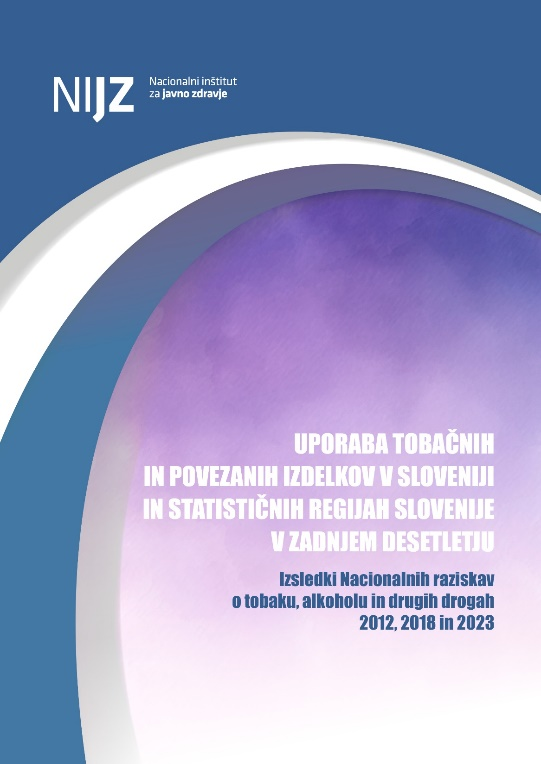 NIJZ
Nacionalni inštitut
za javno zdravje
UPORABA TOBAČNIH
IN POVEZANIH IZDELKOV V SLOVENIJI
IN STATISTIČNIH REGIJAH SLOVENIJE
V ZADNJEM DESETLETJU
Izsledki Nacionalnih raziskav
o tobaku, alkoholu in drugih drogah
2012, 2018 in 2023